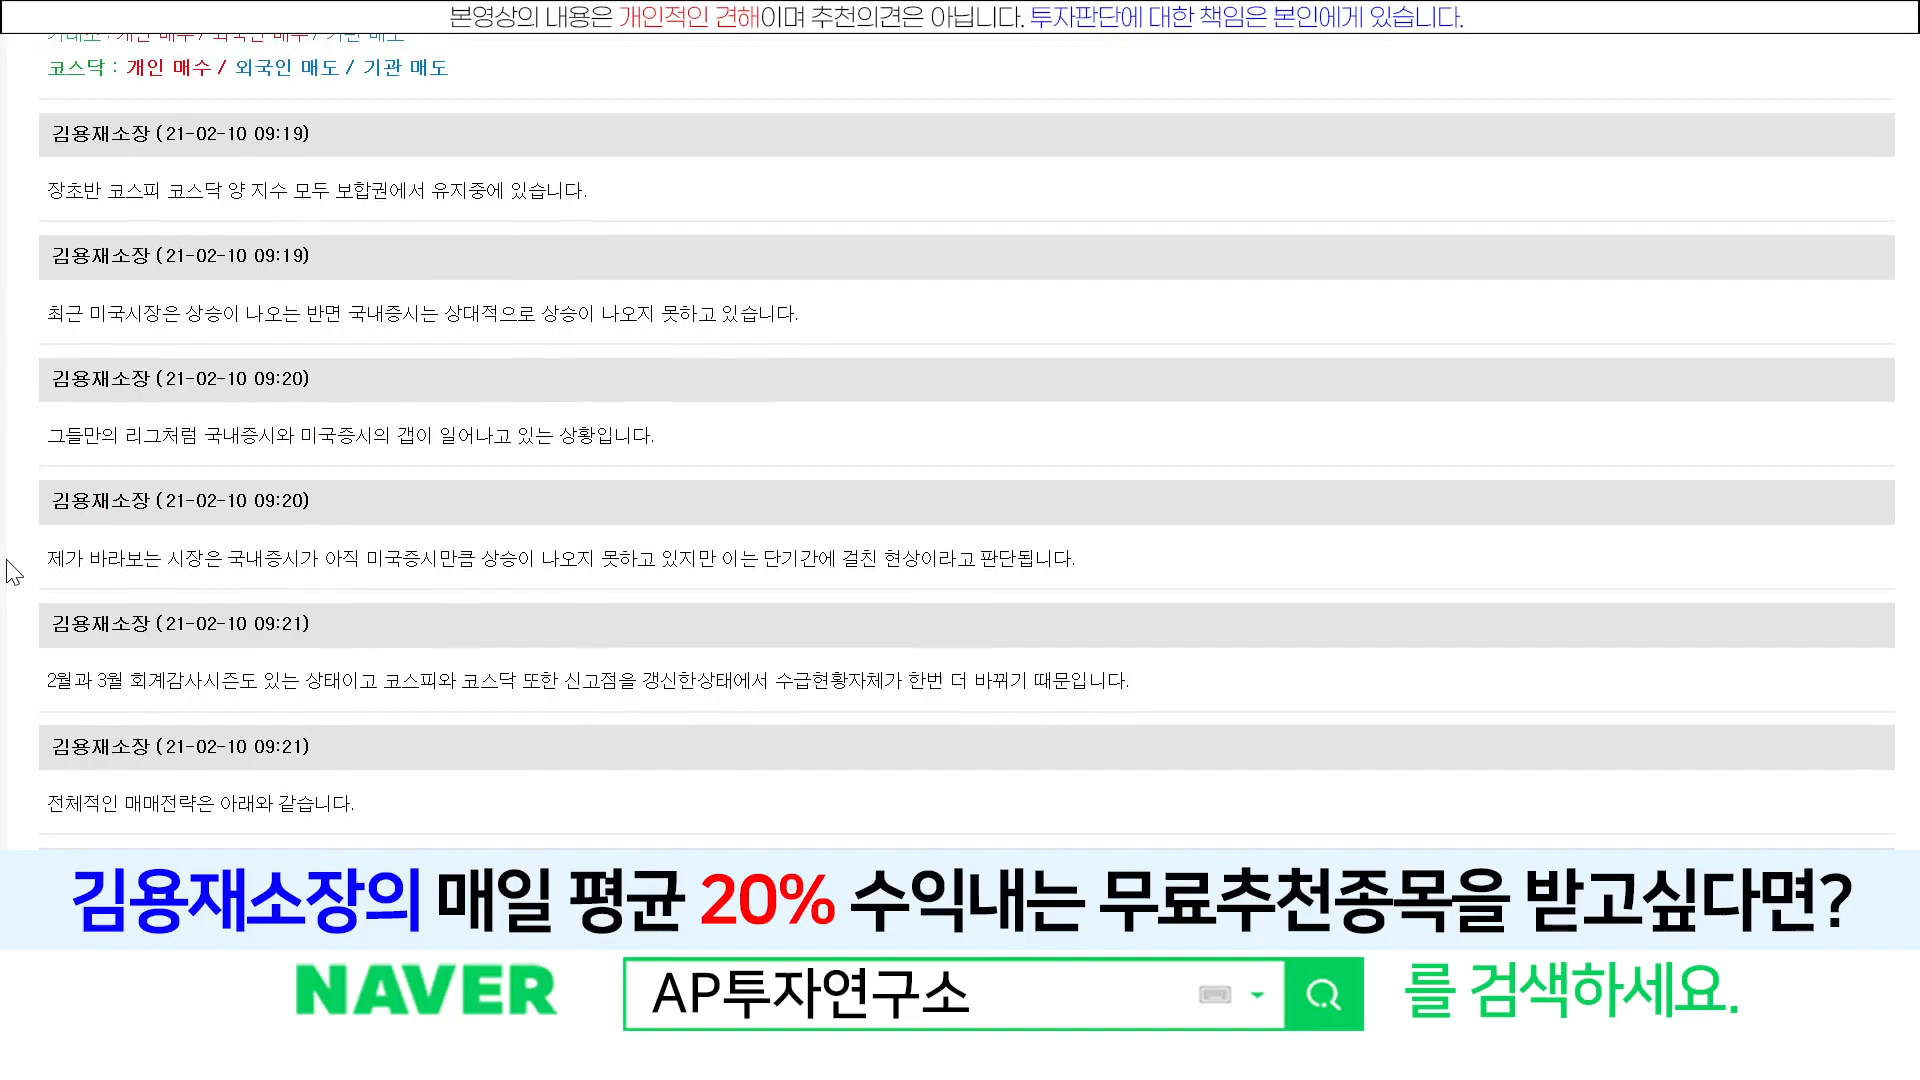 본영상의 내용은 개인적인 견해이며 추천의견은 아닙니다. 투자판단에 대한 책임은 본인에게 있습니다.
코스닥 : 개인 매수 / 외국인 매도 / 기관 매도
김용재소장 (21-02-10 09:19)
장초반 코스피 코스닥 양 지수 모두 보합권에서 유지중에 있습니다.
김용재소장 (21-02-10 09:19)
최근 미국시장은 상승이 나오는 반면 국내증시는 상대적으로 상승이 나오지 못하고 있습니다.
김용재소장 (21-02-10 09:20)
그들만의 리그처럼 국내증시와 미국증시의 갭이 일어나고 있는 상황입니다.
김용재소장 (21-02-10 09:20)
제가 바라보는 시장은 국내증시가 아직 미국증시만큼 상승이 나오지 못하고 있지만 이는 단기간에 걸친 현상이라고 판단됩니다.
김용재소장 (21-02-10 09:21)
2월과 3월 회계감사시즌도 있는 상태이고 코스피와 코스닥 또한 신고점을 갱신한상태에서 수급현황자체가 한번 더 바뀌기 때문입니다.
김용재소장 (21-02-10 09:21)
전체적인 매매전략은 아래와 같습니다.
김용재소장의 매일 평균 20% 수익내는 무료추천종목을 받고싶다면?
NAVER AP투자연구소 를 검색하세요.